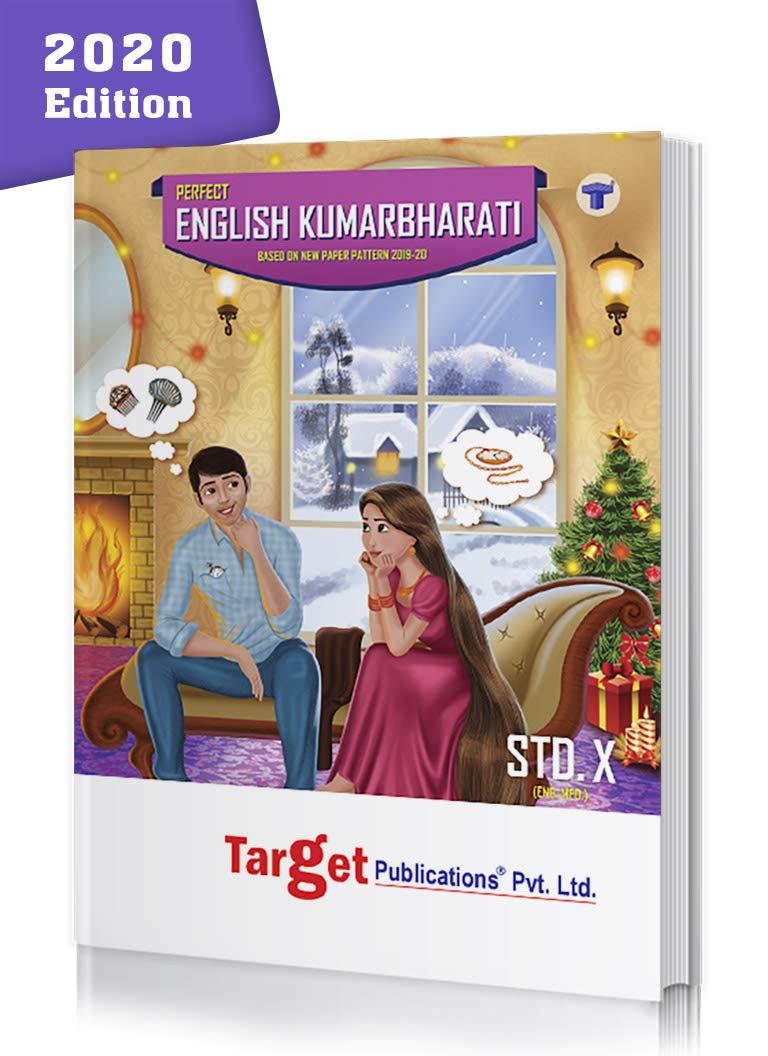 2020
Edition
PERFECT
ENGLISH KUMARBHARATI
BASED ON NEW PAPER PATTERN 2019-20
STD. X
(ENG. MED.)
Target Publications® Pvt. Ltd.